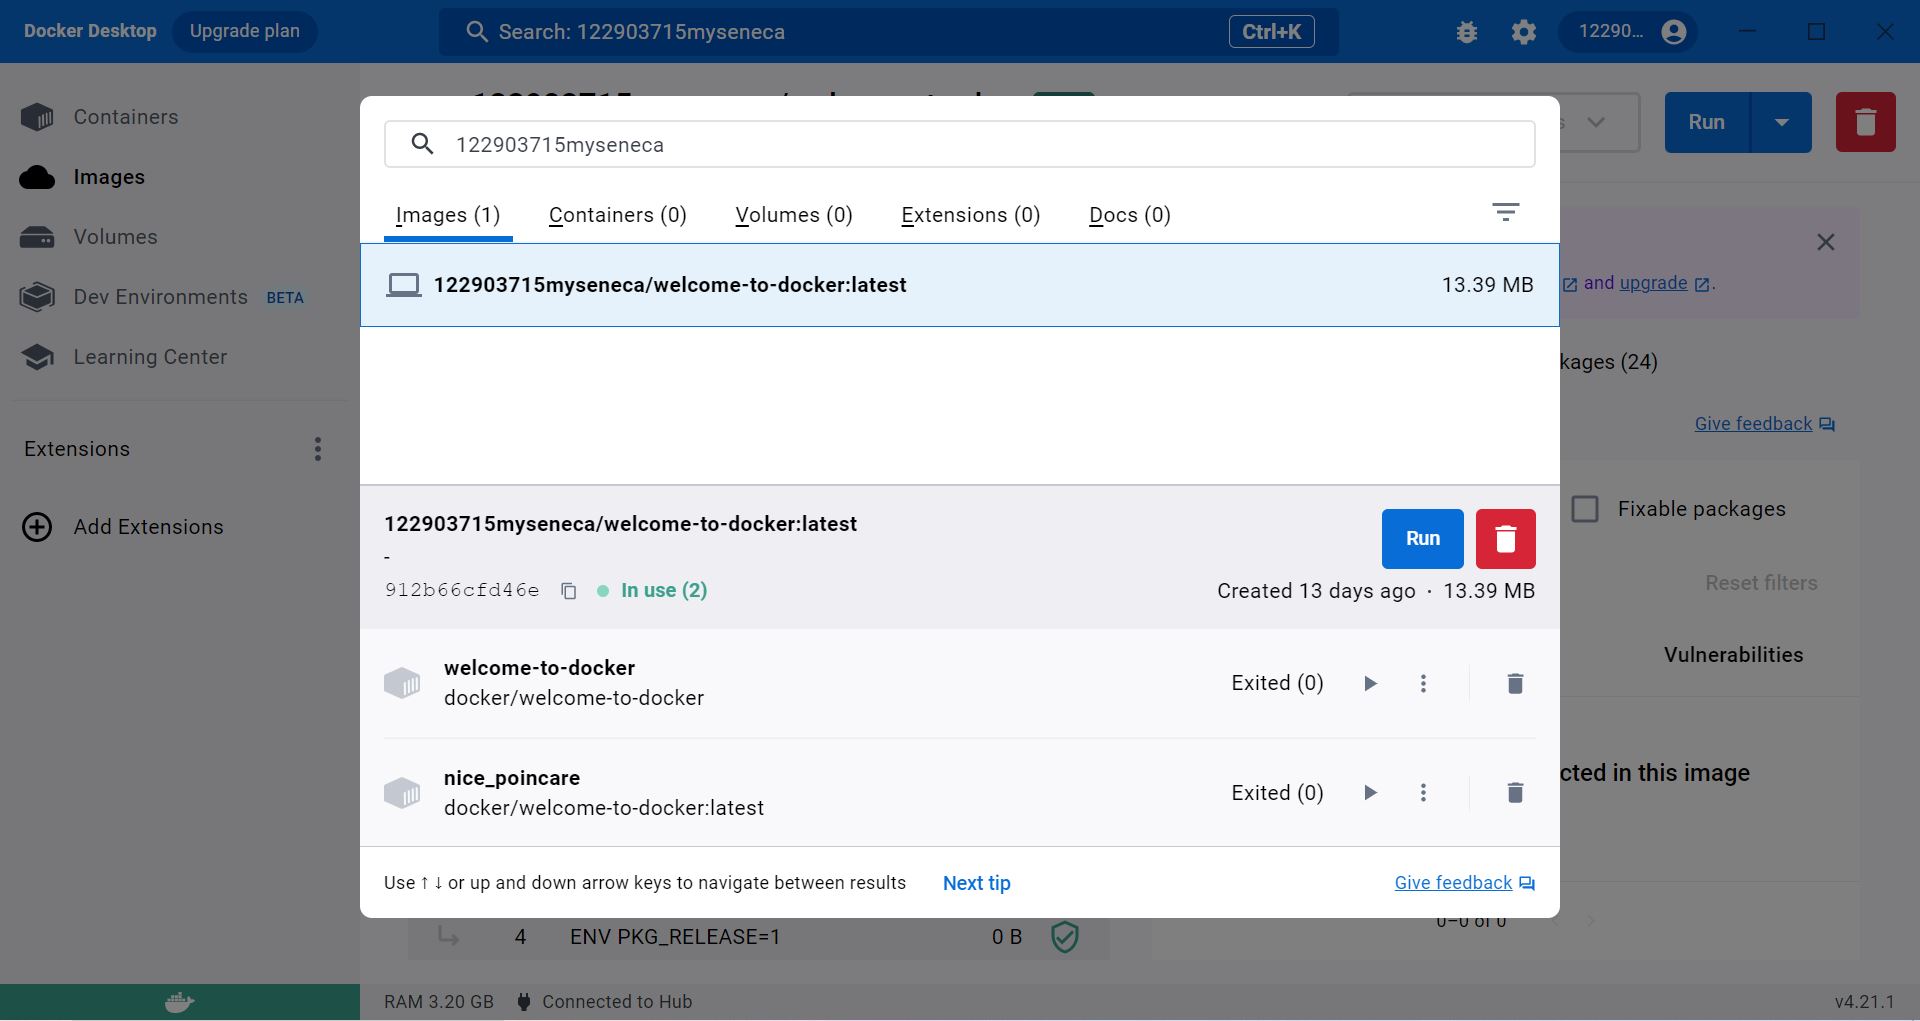 Docker Desktop
Upgrade plan
Search: 122903715myseneca
Ctrl+K
12290...
Containers
Images
Volumes
Dev Environments BETA
Learning Center
Extensions
Add Extensions
Run
122903715myseneca
Images (1)
Containers (0)
Volumes (0)
Extensions (0)
Docs (0)
122903715myseneca/welcome-to-docker:latest
13.39 MB
and upgrade .
kages (24)
Give feedback
Fixable packages
Reset filters
Vulnerabilities
cted in this image
122903715myseneca/welcome-to-docker:latest
-
Run
912b66cfd46e
In use (2)
Created 13 days ago · 13.39 MB
welcome-to-docker
docker/welcome-to-docker
Exited (0)
nice_poincare
docker/welcome-to-docker:latest
Exited (0)
Use ↑ ↓ or up and down arrow keys to navigate between results
Next tip
Give feedback
0–0 of 0
4 ENV PKG_RELEASE=1 0 B
RAM 3.20 GB
Connected to Hub
v4.21.1